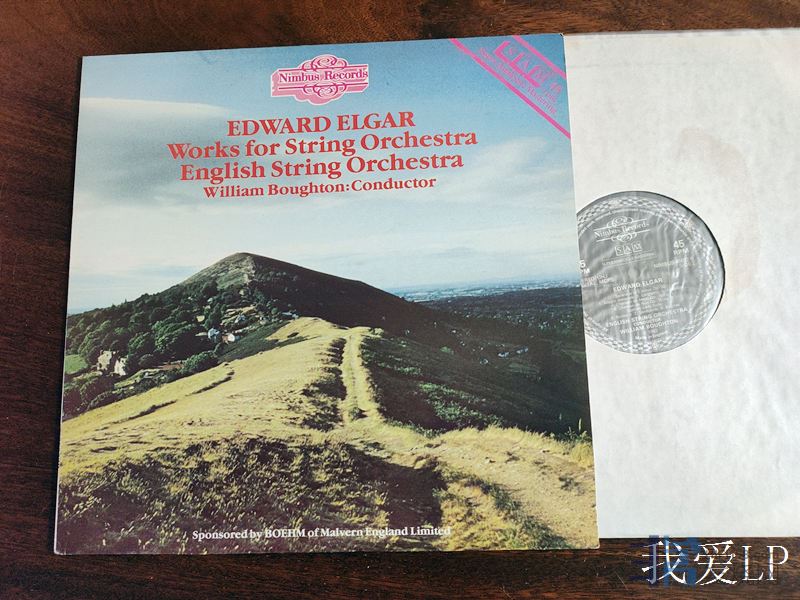 Nimbus Records
EDWARD ELGAR
Works for String Orchestra
English String Orchestra
William Boughton:Conductor
Sponsored by BOEHM of Malvern England Limited
Nimbus Records
45
RPM
EDWARD ELGAR
ENGLISH STRING ORCHESTRA
WILLIAM BOUGHTON
我爱LP